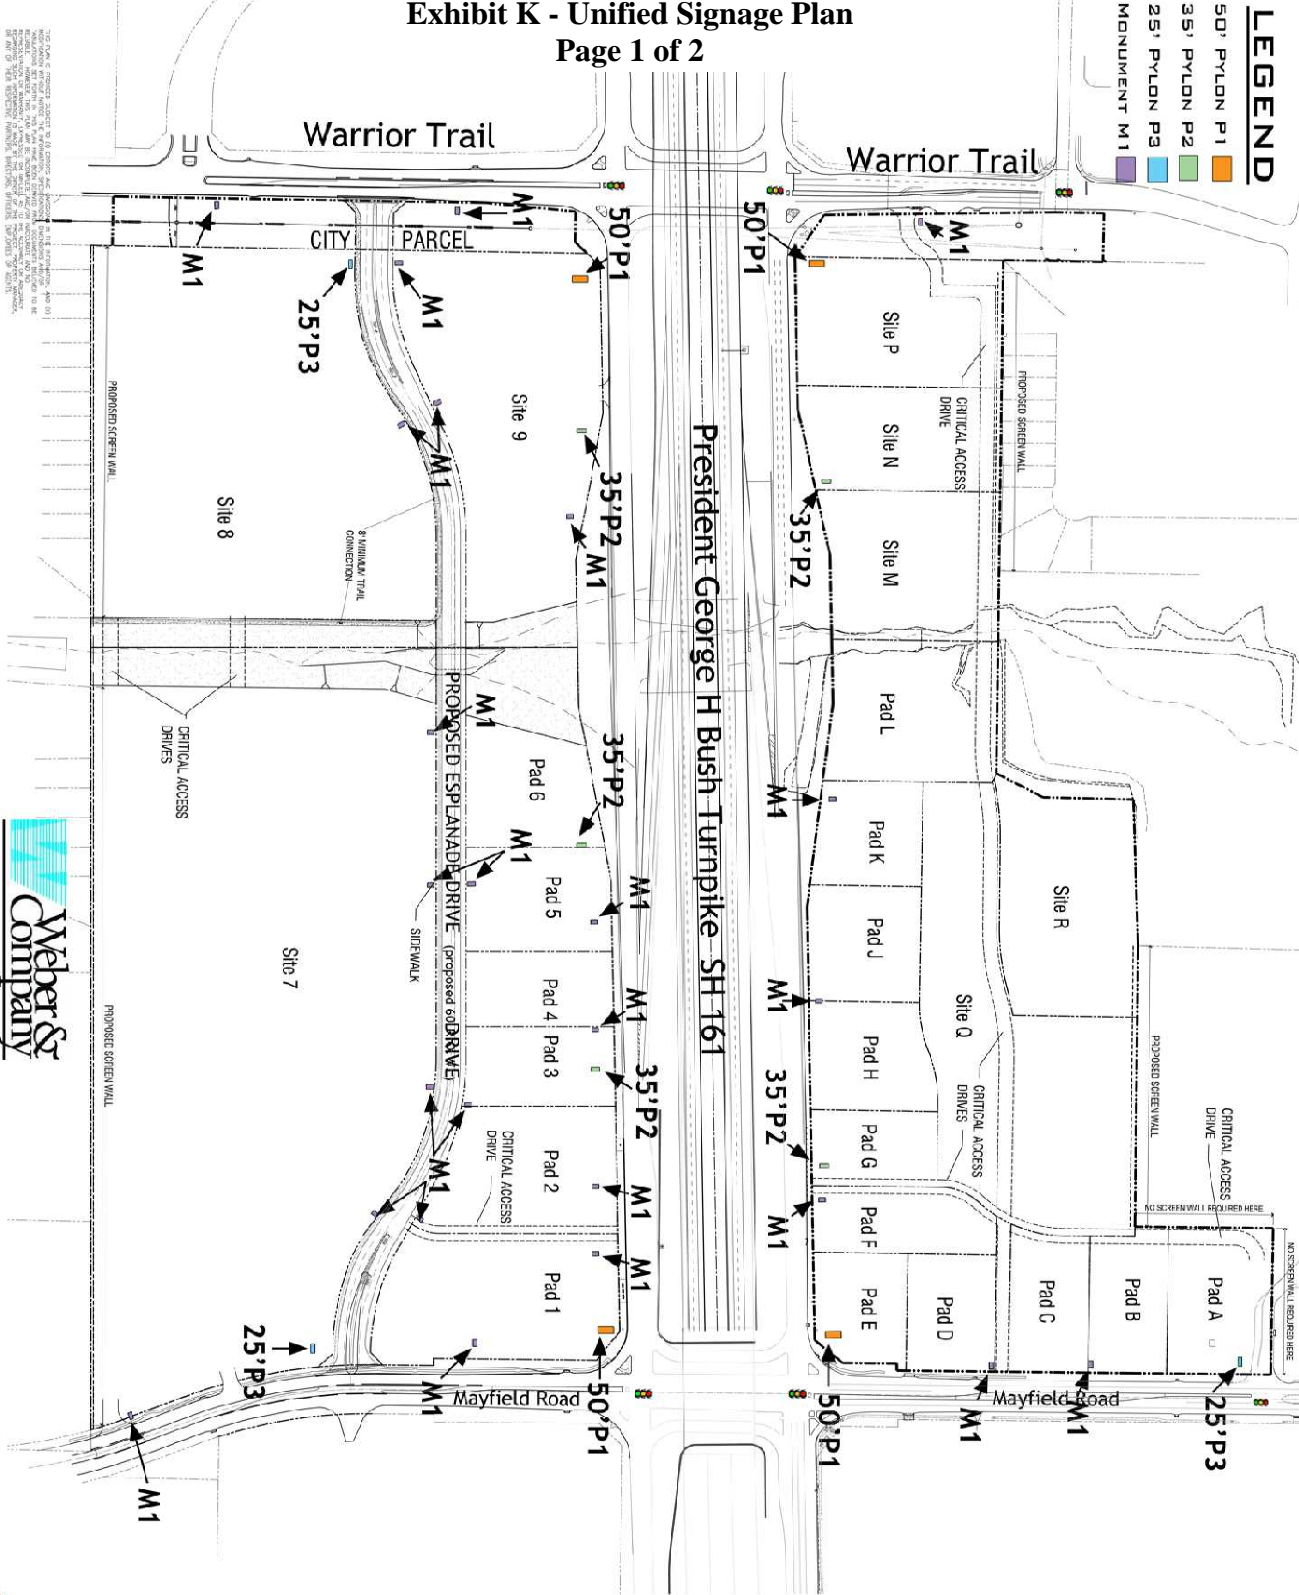 Exhibit K - Unified Signage Plan
Page 1 of 2
LEGEND
50' PYLON P1
35' PYLON P2
25' PYLON P3
MONUMENT M1
Warrior Trail
Warrior Trail
M1
M1
M1
CITY PARCEL
50'P1
50'P1
M1
25'P3
M1
Site P
Site N
Site M
CRITICAL ACCESS
DRIVE
PROPOSED SCREEN WALL
PROPOSED SCREEN WALL
Site 9
Site 8
M1
35'P2
M1
35'P2
8' MINIMUM TRAIL
CONNECTION
President George H Bush Turnpike SH 161
Pad L
Pad K
Pad J
Pad H
Pad G
Pad F
Pad E
Pad D
Pad C
Pad B
Pad A
Site R
Site Q
M1
M1
35'P2
M1
CRITICAL ACCESS
DRIVES
CRITICAL ACCESS
DRIVE
PROPOSED SCREEN WALL
NO SCREEN WALL REQUIRED HERE
NO SCREEN WALL REQUIRED HERE
CRITICAL ACCESS
DRIVES
M1
PROPOSED ESPLANADE DRIVE
35'P2
Pad 6
M1
Pad 5
M1
Pad 4
M1
Pad 3
35'P2
Pad 2
M1
Pad 1
M1
SIDEWALK
Site 7
PROPOSED SCREEN WALL
M1
CRITICAL ACCESS
DRIVE
25'P3
M1
M1
50'P1
50'P1
M1
M1
25'P3
Mayfield Road
Mayfield Road
Weber &
Company